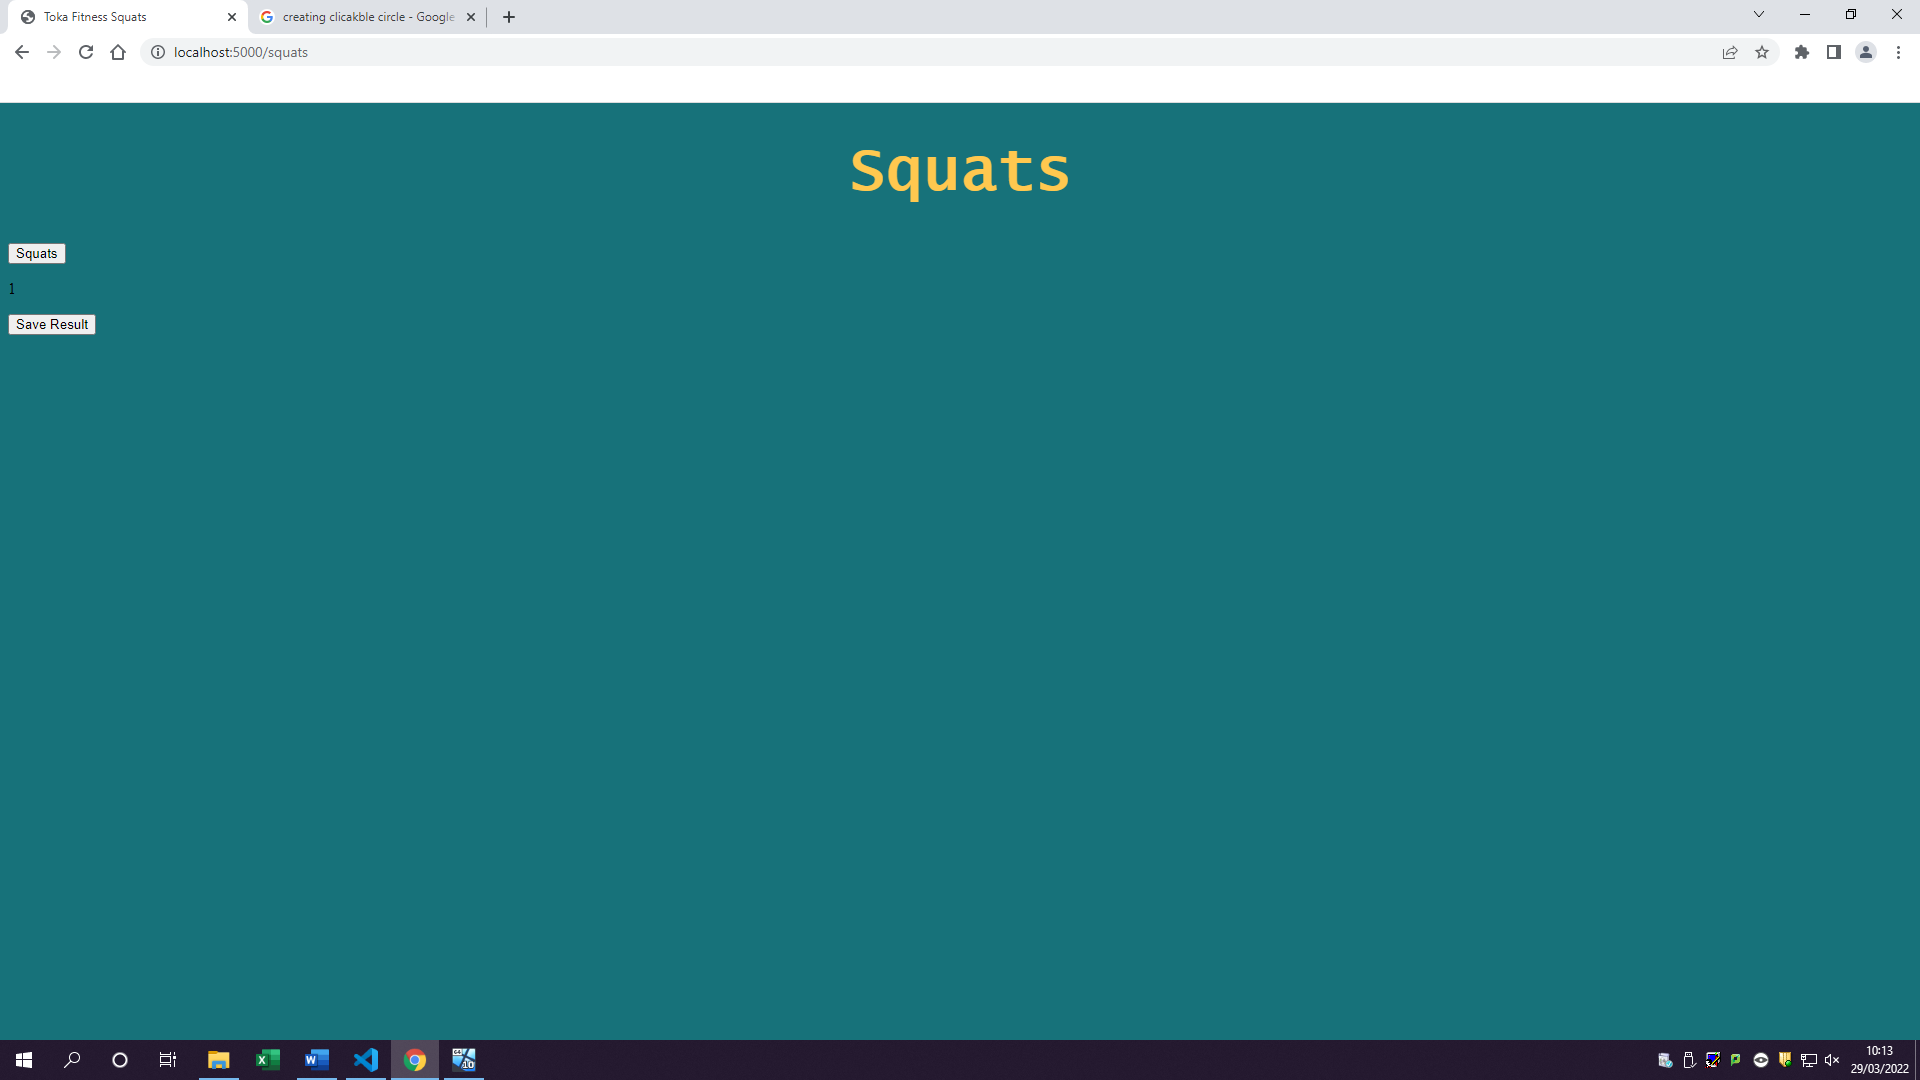 Toka Fitness Squats
creating clicakble circle - Google
localhost:5000/squats
Squats
Squats
1
Save Result
10:13
29/03/2022